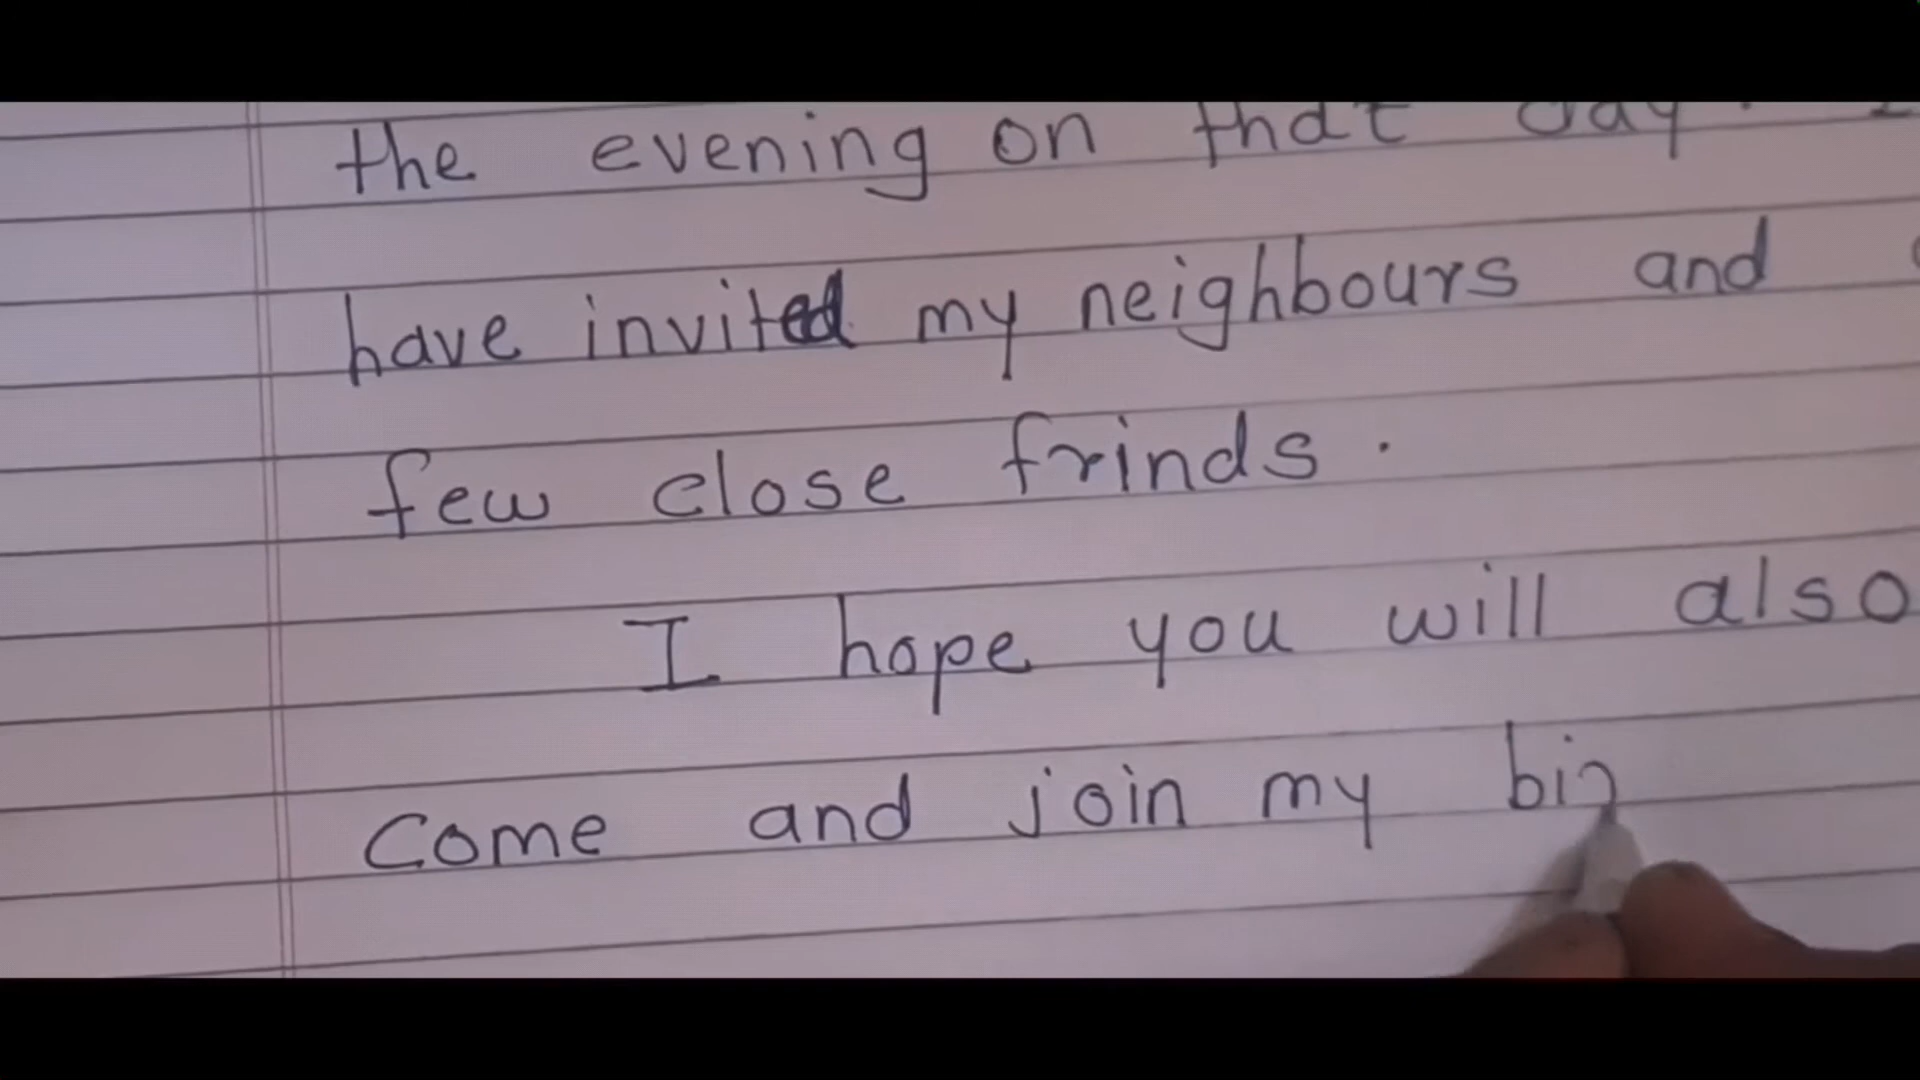 the evening on that day. I
have invited my neighbours and
few close frinds.
I hope you will also
Come and join my